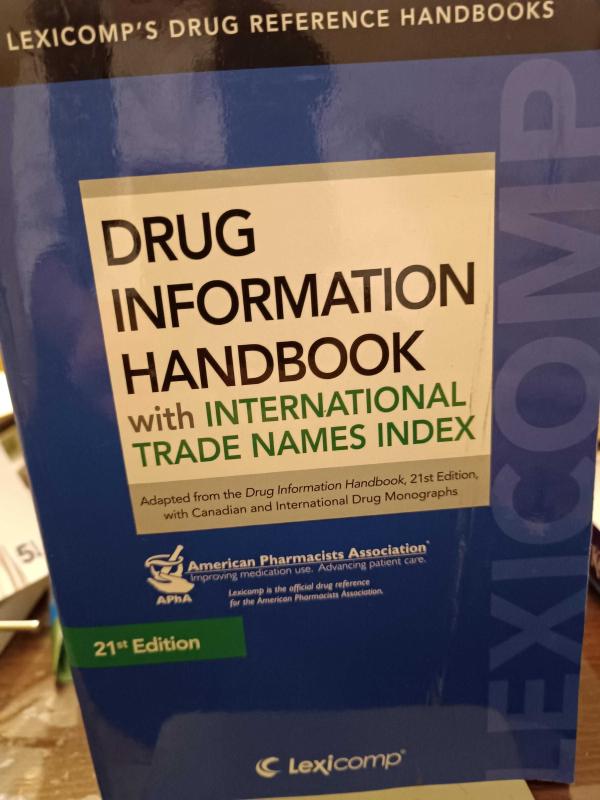 LEXICOMP'S DRUG REFERENCE HANDBOOKS
LEXICOMP
DRUG
INFORMATION
HANDBOOK
with INTERNATIONAL
TRADE NAMES INDEX
Adapted from the Drug Information Handbook, 21st Edition,
with Canadian and International Drug Monographs
American Pharmacists Association®
Improving medication use. Advancing patient care.
APhA
Lexicomp is the official drug reference
for the American Pharmacists Association.
21st Edition
Lexicomp®